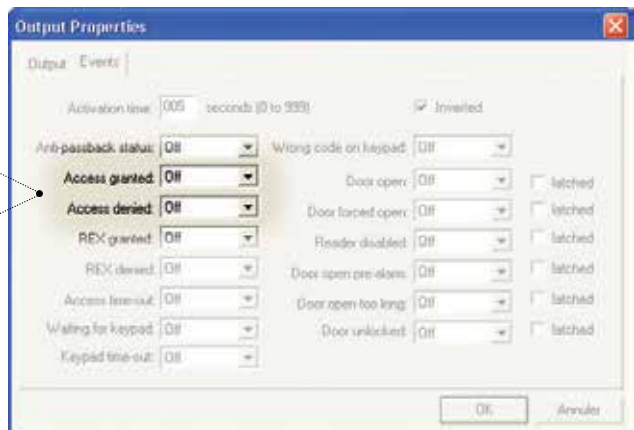 Output Properties
Output Events
Activation time: 005 seconds (0 to 999) Inverted
Anti-passback status: Off Wrong code on keypad: Off
Access granted: Off Door open: Off latched
Access denied: Off Door forced open: Off latched
REX granted: Off Reader disabled: Off latched
REX denied: Off Door open pre-alarm: Off latched
Access time-out: Off Door open too long: Off latched
Waiting for keypad: Off Door unlocked: Off latched
Keypad time-out: Off
OK Annuler